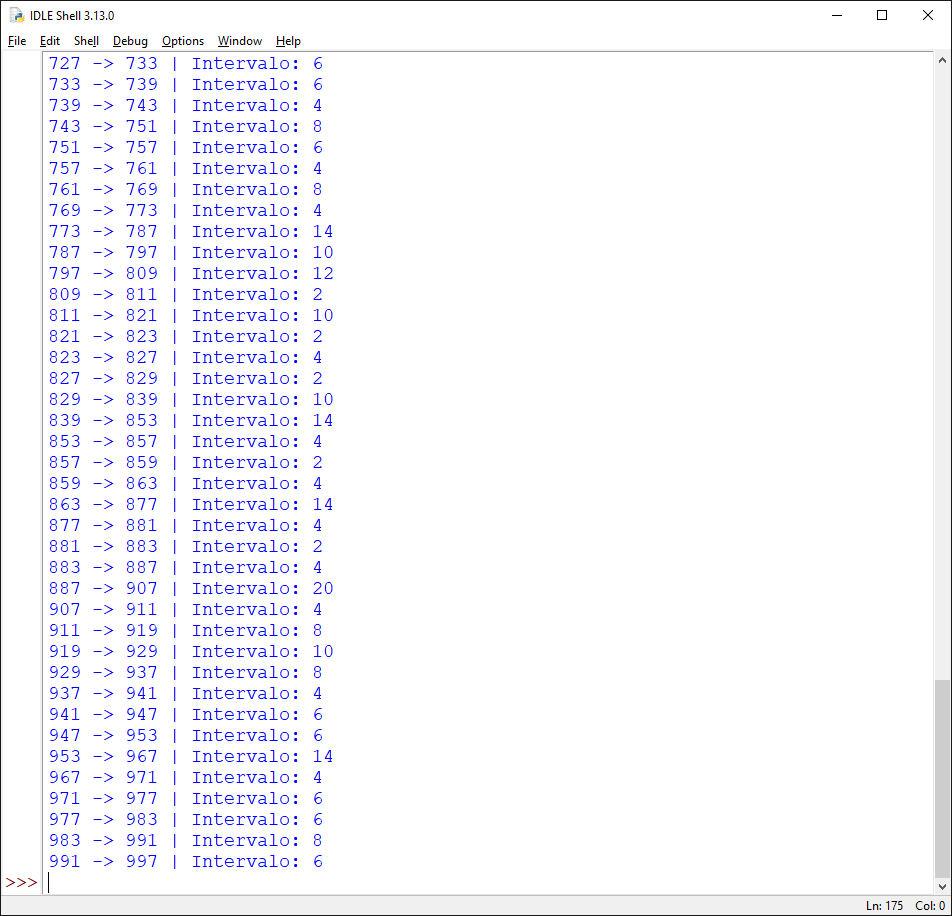 IDLE Shell 3.13.0
File Edit Shell Debug Options Window Help
727 -> 733 | Intervalo: 6
733 -> 739 | Intervalo: 6
739 -> 743 | Intervalo: 4
743 -> 751 | Intervalo: 8
751 -> 757 | Intervalo: 6
757 -> 761 | Intervalo: 4
761 -> 769 | Intervalo: 8
769 -> 773 | Intervalo: 4
773 -> 787 | Intervalo: 14
787 -> 797 | Intervalo: 10
797 -> 809 | Intervalo: 12
809 -> 811 | Intervalo: 2
811 -> 821 | Intervalo: 10
821 -> 823 | Intervalo: 2
823 -> 827 | Intervalo: 4
827 -> 829 | Intervalo: 2
829 -> 839 | Intervalo: 10
839 -> 853 | Intervalo: 14
853 -> 857 | Intervalo: 4
857 -> 859 | Intervalo: 2
859 -> 863 | Intervalo: 4
863 -> 877 | Intervalo: 14
877 -> 881 | Intervalo: 4
881 -> 883 | Intervalo: 2
883 -> 887 | Intervalo: 4
887 -> 907 | Intervalo: 20
907 -> 911 | Intervalo: 4
911 -> 919 | Intervalo: 8
919 -> 929 | Intervalo: 10
929 -> 937 | Intervalo: 8
937 -> 941 | Intervalo: 4
941 -> 947 | Intervalo: 6
947 -> 953 | Intervalo: 6
953 -> 967 | Intervalo: 14
967 -> 971 | Intervalo: 4
971 -> 977 | Intervalo: 6
977 -> 983 | Intervalo: 6
983 -> 991 | Intervalo: 8
991 -> 997 | Intervalo: 6
>>>
Ln: 175 Col: 0